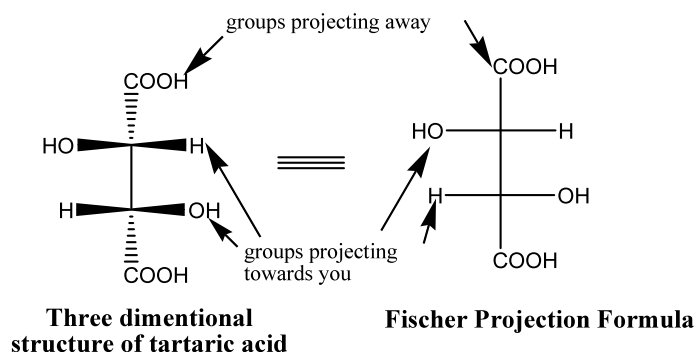 groups projecting away
COOH
COOH
HO
H
HO
H
H
OH
H
OH
groups projecting
towards you
COOH
COOH
Three dimentional
structure of tartaric acid
Fischer Projection Formula